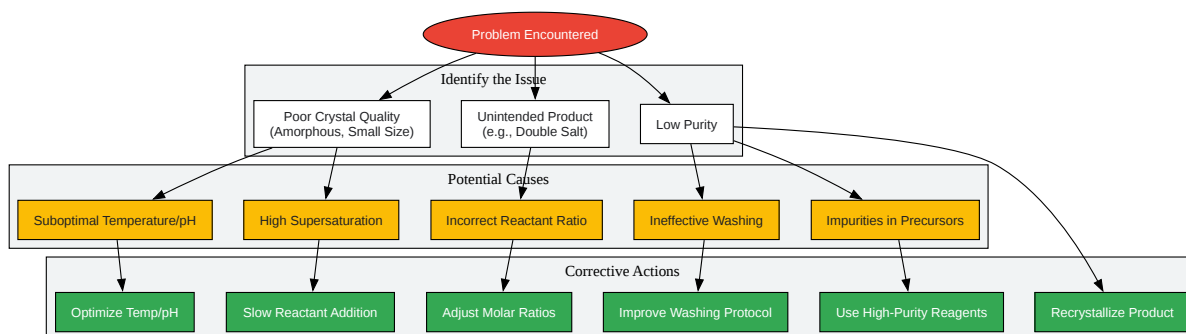 Problem Encountered
Identify the Issue
Poor Crystal Quality
(Amorphous, Small Size)
Unintended Product
(e.g., Double Salt)
Low Purity
Potential Causes
Suboptimal Temperature/pH
High Supersaturation
Incorrect Reactant Ratio
Ineffective Washing
Impurities in Precursors
Corrective Actions
Optimize Temp/pH
Slow Reactant Addition
Adjust Molar Ratios
Improve Washing Protocol
Use High-Purity Reagents
Recrystallize Product